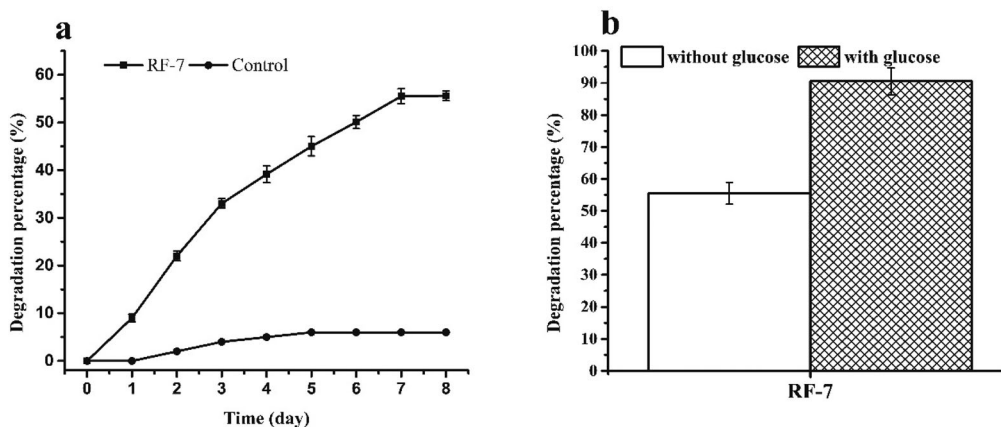 a
RF-7 Control
60
50
40
30
20
10
0
0 1 2 3 4 5 6 7 8
Degradation percentage (%)
Time (day)
b
without glucose with glucose
100
90
80
70
60
50
40
30
20
10
0
Degradation percentage (%)
RF-7